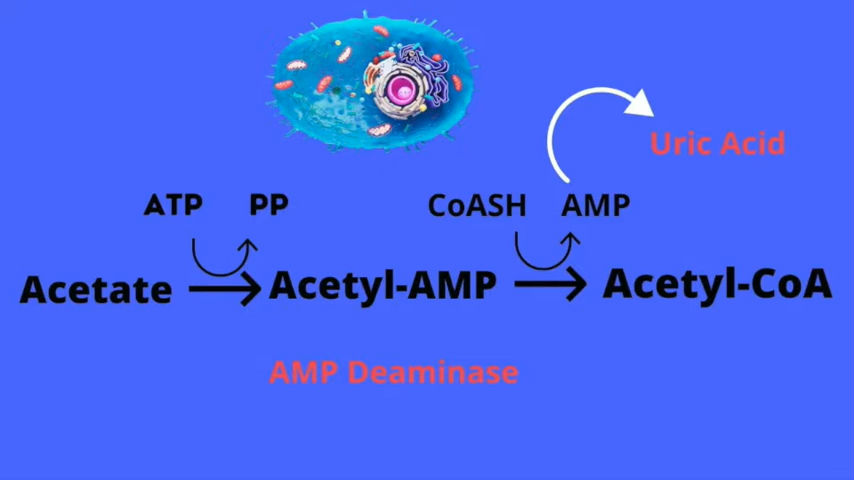 Uric Acid
ATP PP CoASH AMP
Acetate Acetyl-AMP Acetyl-CoA
AMP Deaminase